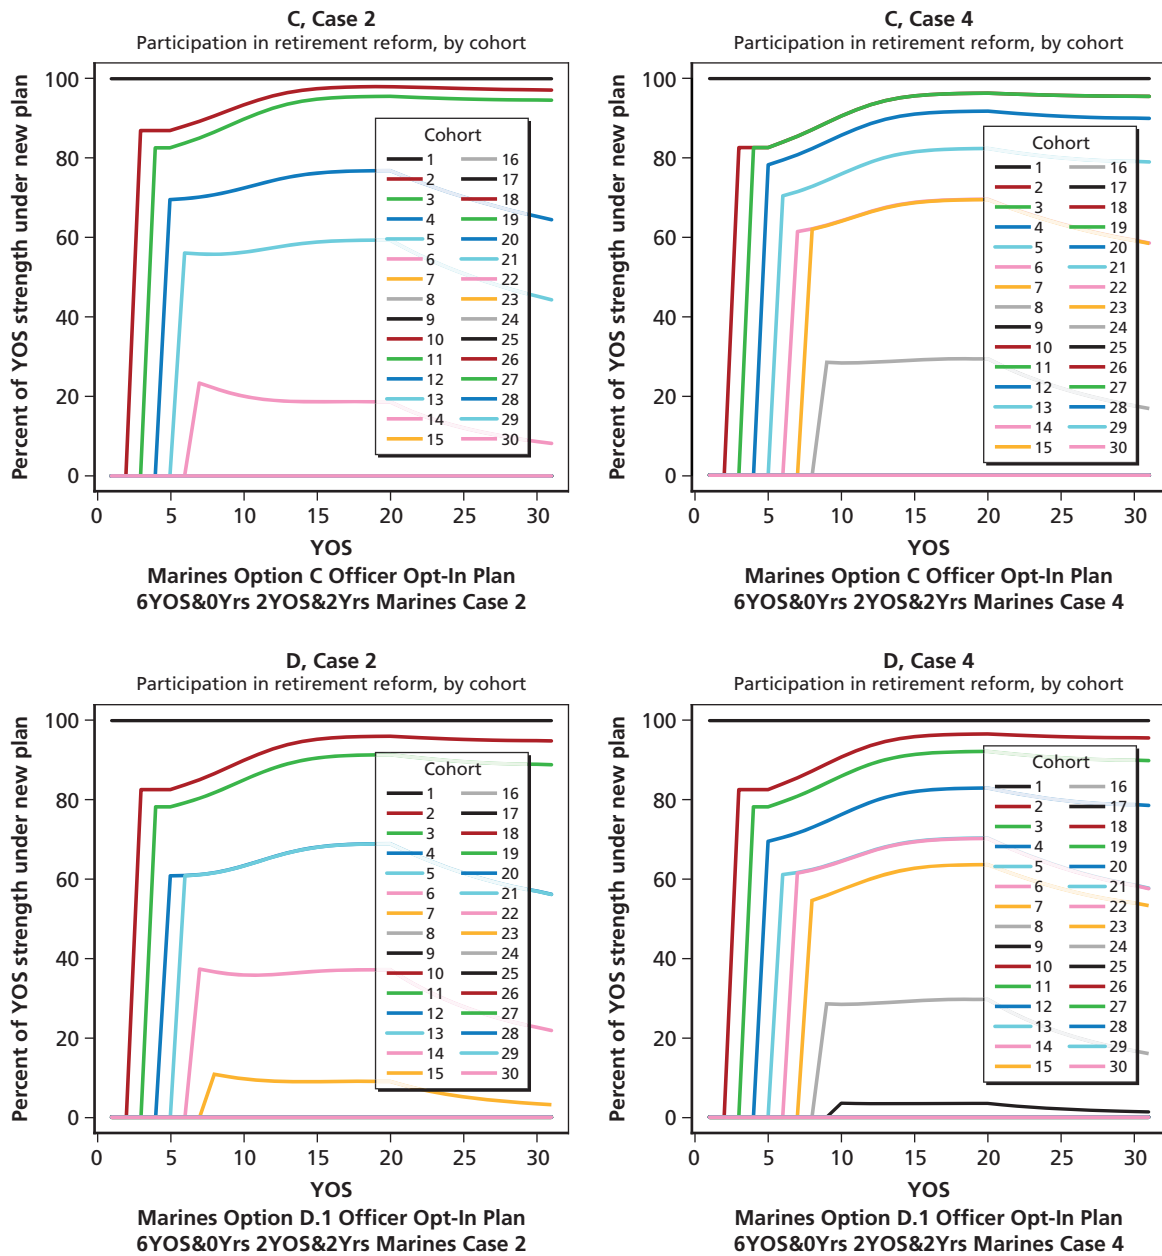 C, Case 2
Participation in retirement reform, by cohort
Percent of YOS strength under new plan
100
80
60
40
20
0
Cohort
1 16
2 17
3 18
4 19
5 20
6 21
7 22
8 23
9 24
10 25
11 26
12 27
13 28
14 29
15 30
0 5 10 15 20 25 30
YOS
Marines Option C Officer Opt-In Plan
6YOS&0Yrs 2YOS&2Yrs Marines Case 2
C, Case 4
Participation in retirement reform, by cohort
Percent of YOS strength under new plan
100
80
60
40
20
0
Cohort
1 16
2 17
3 18
4 19
5 20
6 21
7 22
8 23
9 24
10 25
11 26
12 27
13 28
14 29
15 30
0 5 10 15 20 25 30
YOS
Marines Option C Officer Opt-In Plan
6YOS&0Yrs 2YOS&2Yrs Marines Case 4
D, Case 2
Participation in retirement reform, by cohort
Percent of YOS strength under new plan
100
80
60
40
20
0
Cohort
1 16
2 17
3 18
4 19
5 20
6 21
7 22
8 23
9 24
10 25
11 26
12 27
13 28
14 29
15 30
0 5 10 15 20 25 30
YOS
Marines Option D.1 Officer Opt-In Plan
6YOS&0Yrs 2YOS&2Yrs Marines Case 2
D, Case 4
Participation in retirement reform, by cohort
Percent of YOS strength under new plan
100
80
60
40
20
0
Cohort
1 16
2 17
3 18
4 19
5 20
6 21
7 22
8 23
9 24
10 25
11 26
12 27
13 28
14 29
15 30
0 5 10 15 20 25 30
YOS
Marines Option D.1 Officer Opt-In Plan
6YOS&0Yrs 2YOS&2Yrs Marines Case 4